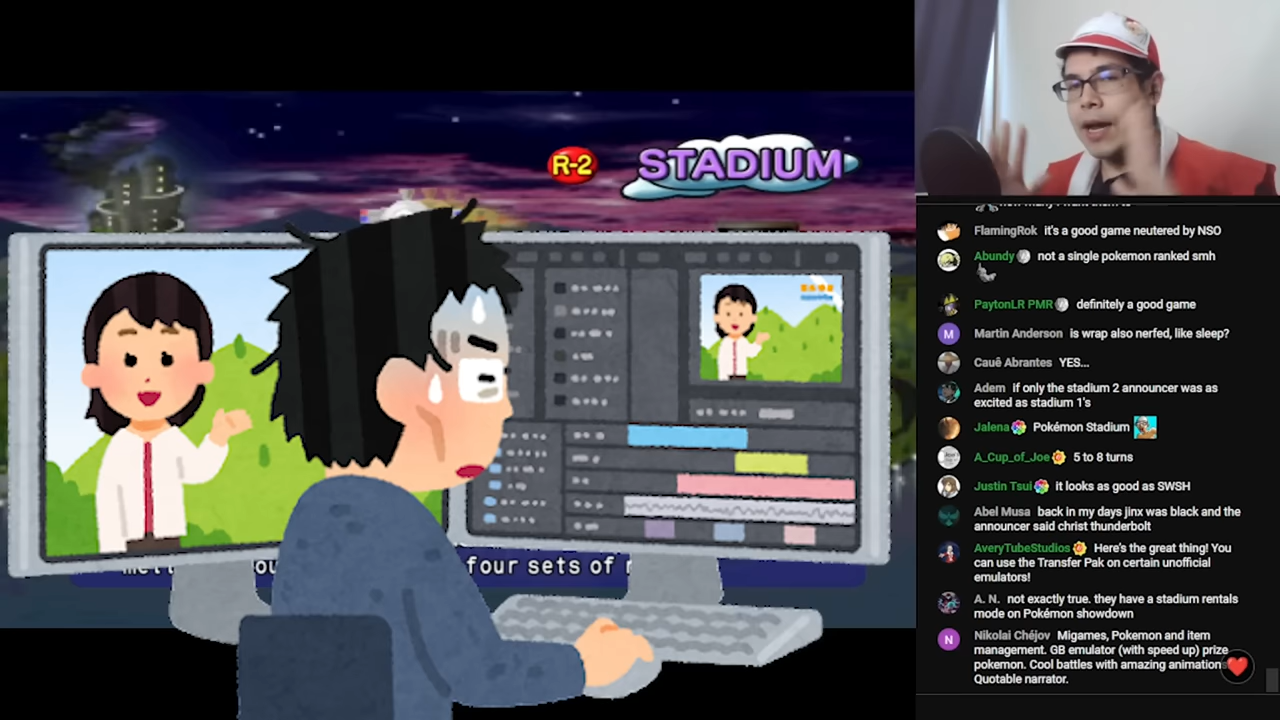 R-2
STADIUM
four sets of
FlamingRok it's a good game neutered by NSO
Abundy not a single pokemon ranked smh
PaytonLR PMR definitely a good game
M
Martin Anderson is wrap also nerfed, like sleep?
Cauê Abrantes YES...
Adem if only the stadium 2 announcer was as
excited as stadium 1's
Jalena Pokémon Stadium
A_Cup_of_Joe 5 to 8 turns
Justin Tsui it looks as good as SWSH
Abel Musa back in my days jinx was black and the
announcer said christ thunderbolt
AveryTubeStudios Here's the great thing! You
can use the Transfer Pak on certain unofficial
emulators!
A. N. not exactly true. they have a stadium rentals
mode on Pokémon showdown
N
Nikolai Chéjov Migames, Pokemon and item
management. GB emulator (with speed up) prize
pokemon. Cool battles with amazing animation
Quotable narrator.